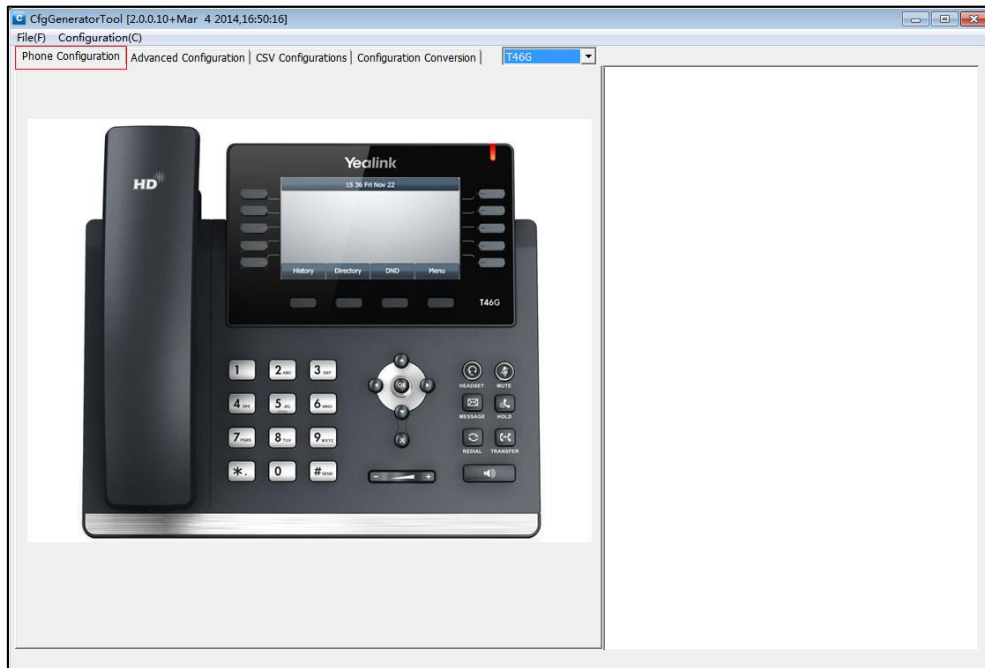 CfgGeneratorTool [2.0.0.10+Mar  4 2014,16:50:16]
File(F) Configuration(C)
Phone Configuration Advanced Configuration CSV Configurations Configuration Conversion T46G
Yealink
HD
15 36 Fri Nov 22
History Directory DND Menu
T46G
1 2 ABC 3 DEF
HEADSET MUTE
4 GHI 5 JKL 6 MNO
MESSAGE HOLD
7 PQRS 8 TUV 9 WXYZ
REDIAL TRANSFER
*. 0 # SEND
OK
- +